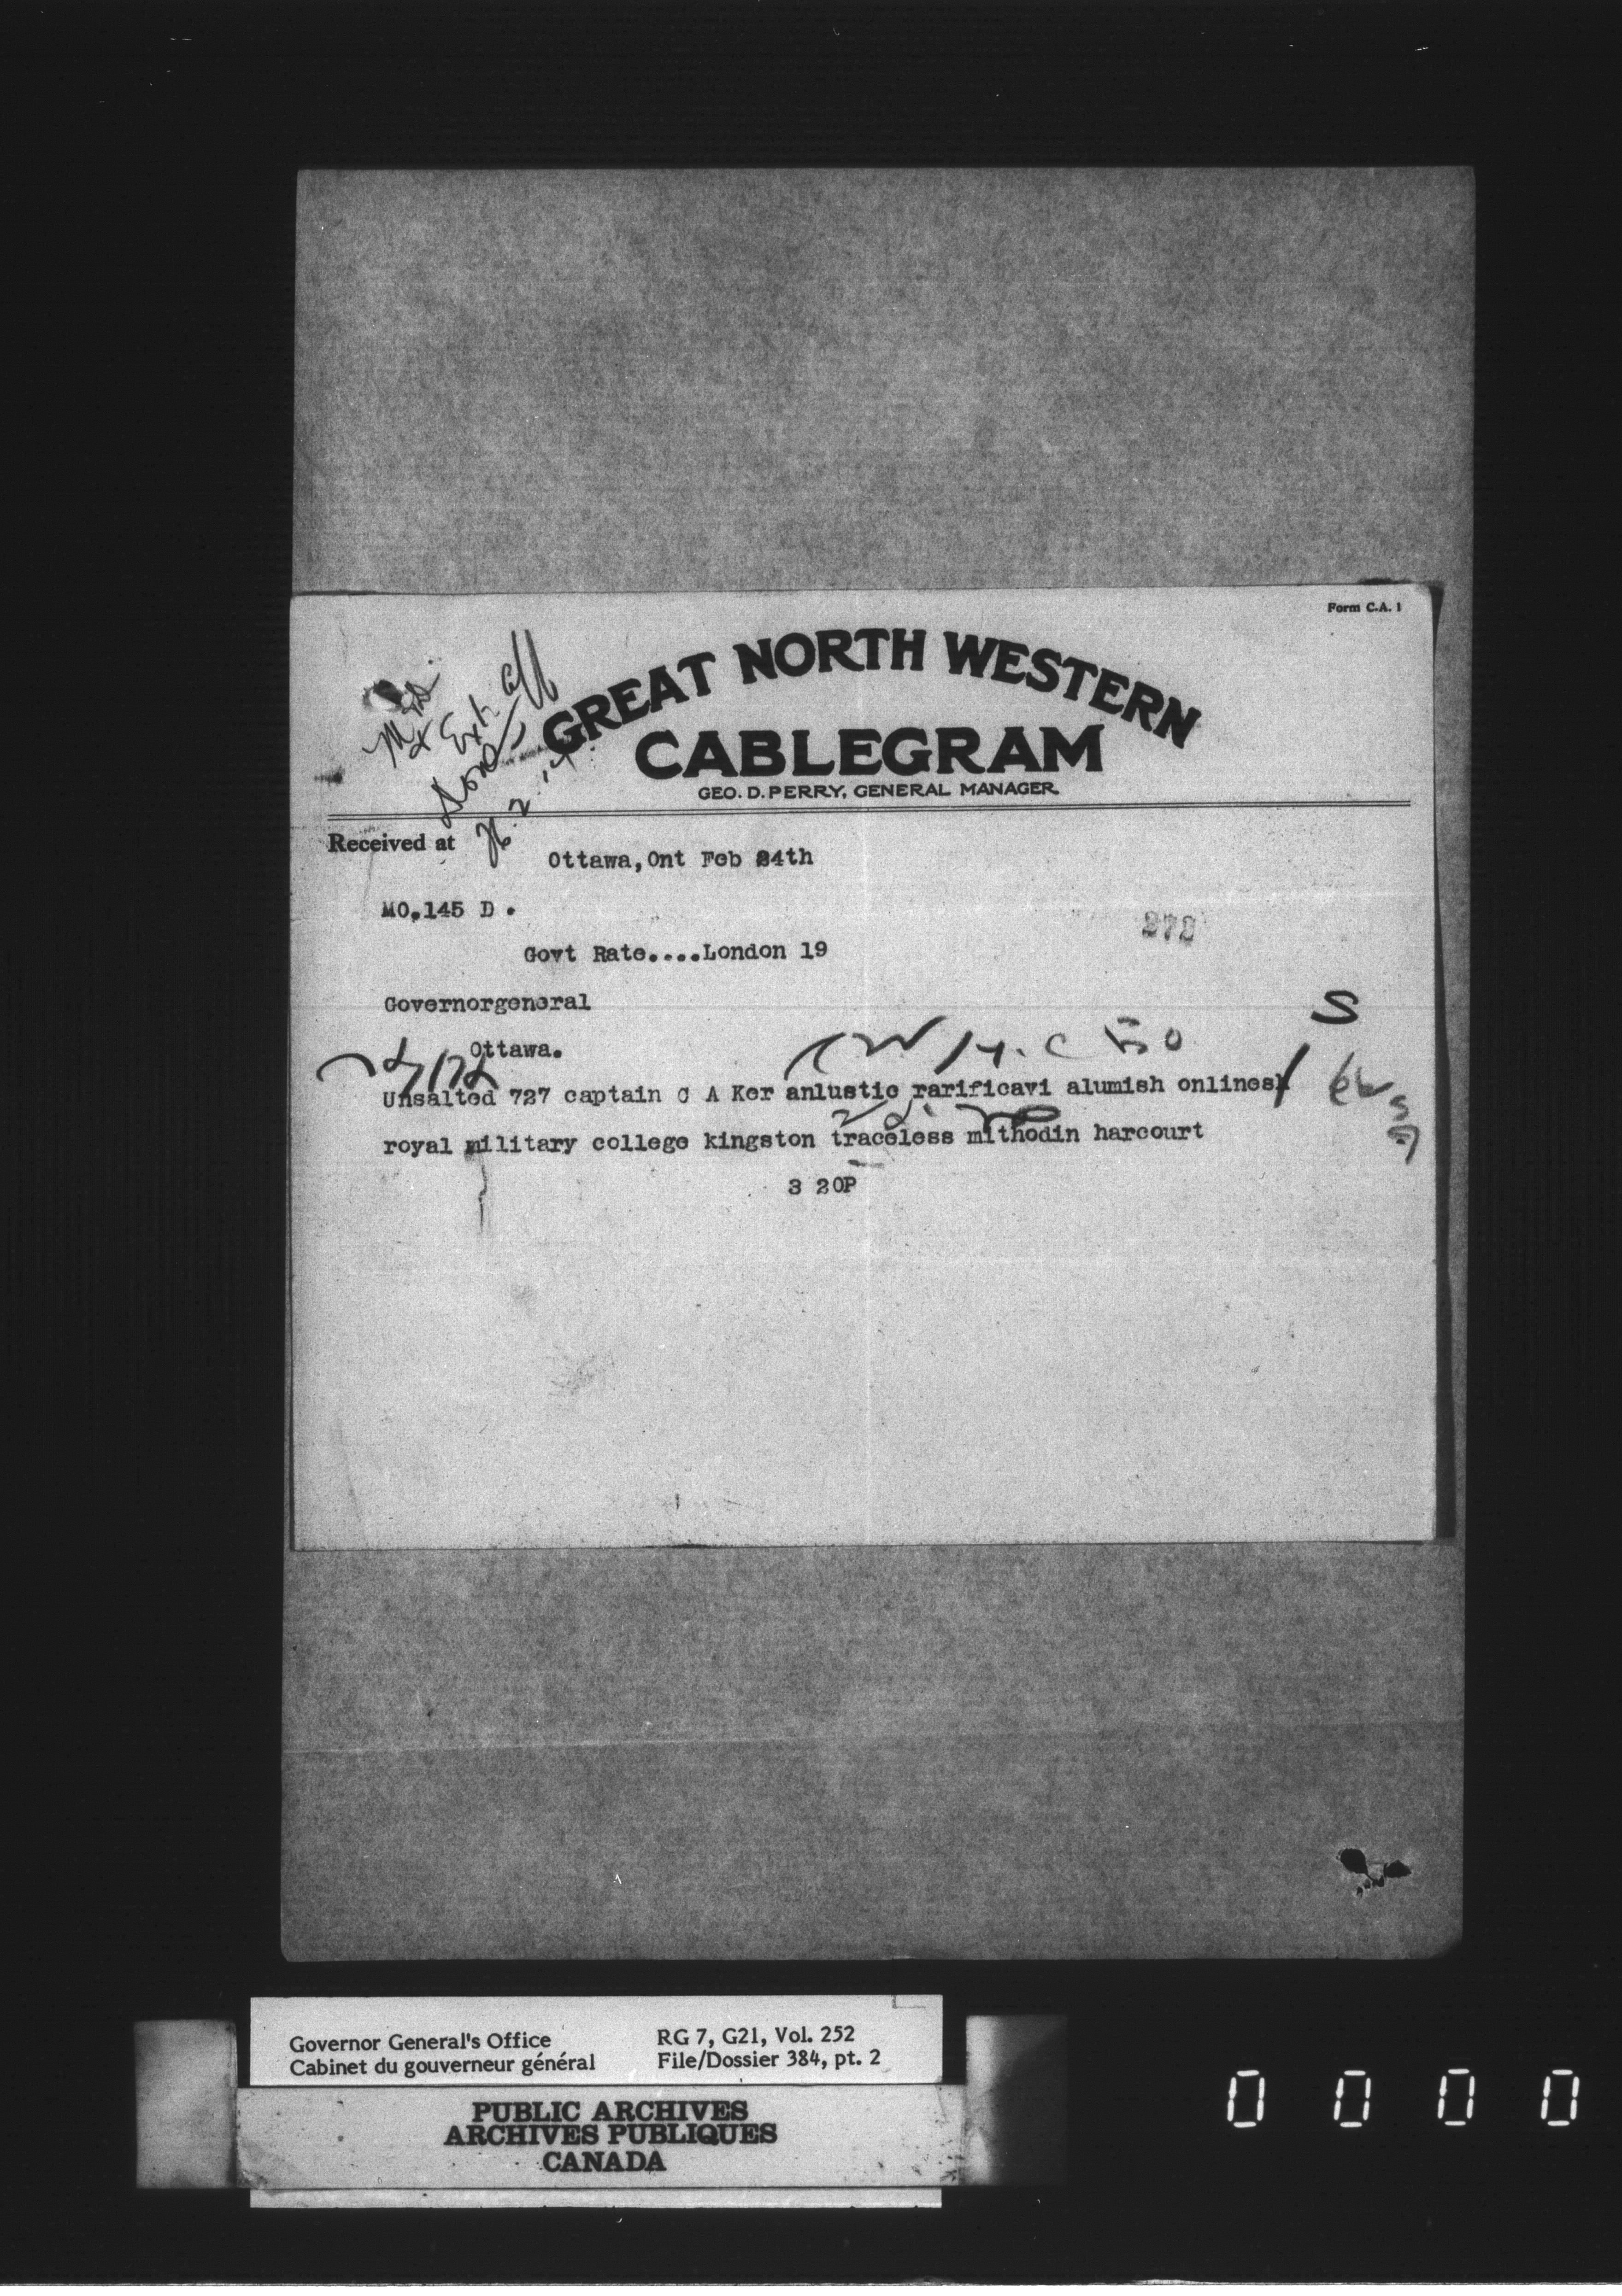 Form C.A. 1
GREAT NORTH WESTERN
CABLEGRAM
GEO. D. PERRY, GENERAL MANAGER
Received at
Ottawa,Ont Feb 24th
MO.145 D .
Govt Rate....London 19
272
Governorgeneral
S
Ottawa.
Unsalted 727 captain C A Ker anlustic rarificavi alumish onlines
royal military college kingston traceless mithodin harcourt
3 20P
Governor General's Office
Cabinet du gouverneur général
RG 7, G21, Vol. 252
File/Dossier 384, pt. 2
PUBLIC ARCHIVES
ARCHIVES PUBLIQUES
CANADA
0 0 0 0